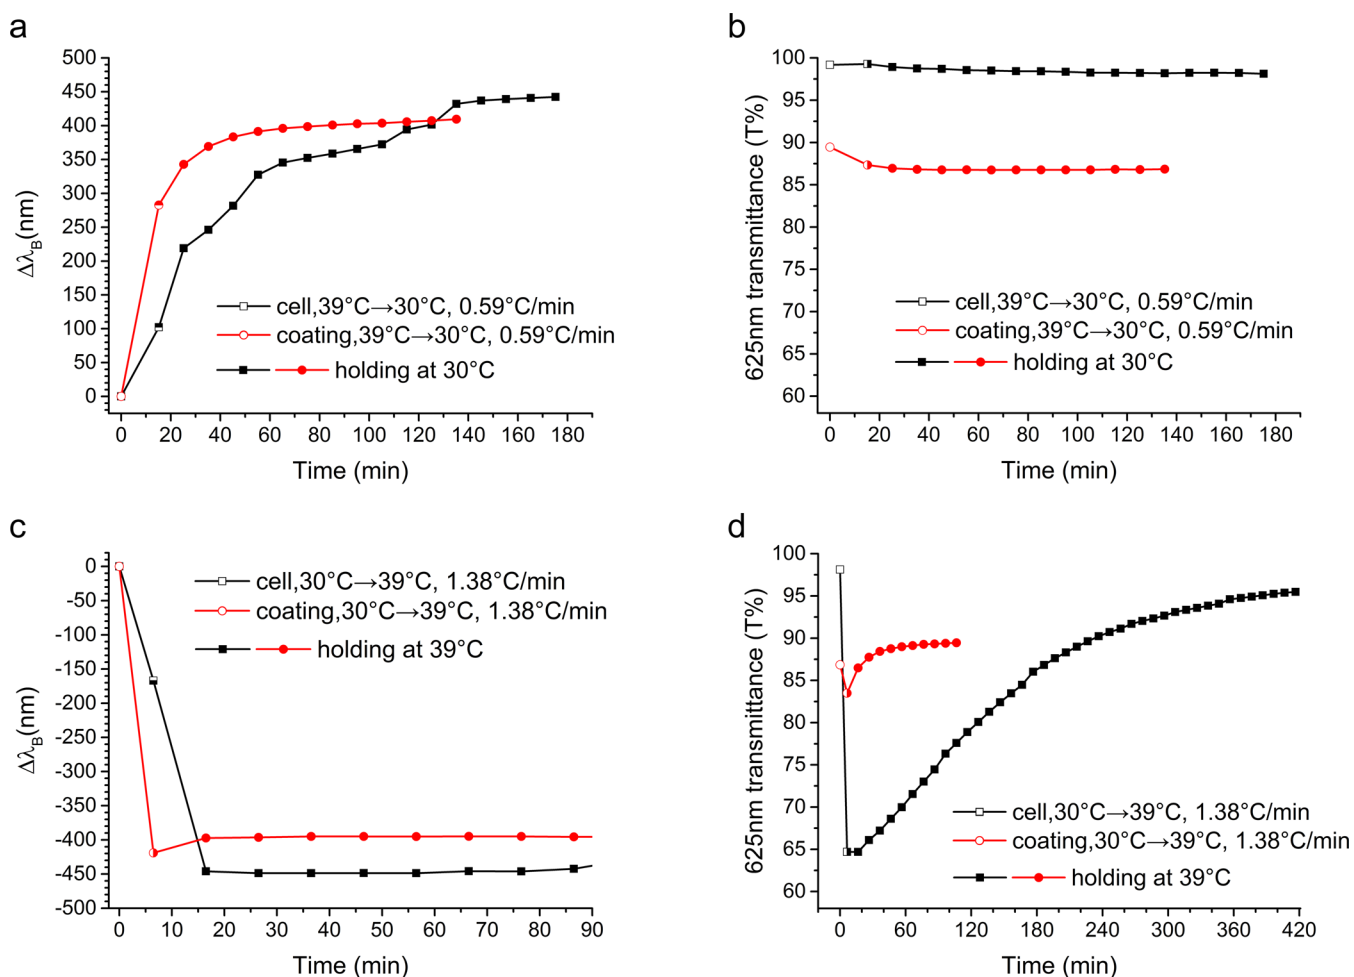 a
500
450
400
350
300
250
200
150
100
50
0
ΔλB(nm)
cell,39°C→30°C, 0.59°C/min
coating,39°C→30°C, 0.59°C/min
holding at 30°C
0 20 40 60 80 100 120 140 160 180
Time (min)
b
100
95
90
85
80
75
70
65
60
625nm transmittance (T%)
cell,39°C→30°C, 0.59°C/min
coating,39°C→30°C, 0.59°C/min
holding at 30°C
0 20 40 60 80 100 120 140 160 180
Time (min)
c
0
-50
-100
-150
-200
-250
-300
-350
-400
-450
-500
ΔλB(nm)
cell,30°C→39°C, 1.38°C/min
coating,30°C→39°C, 1.38°C/min
holding at 39°C
0 10 20 30 40 50 60 70 80 90
Time (min)
d
100
95
90
85
80
75
70
65
60
625nm transmittance (T%)
cell,30°C→39°C, 1.38°C/min
coating,30°C→39°C, 1.38°C/min
holding at 39°C
0 60 120 180 240 300 360 420
Time (min)